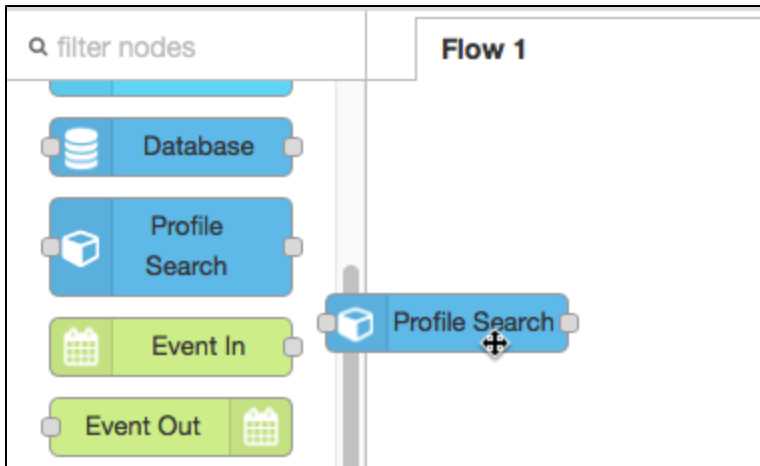 filter nodes
Flow 1
Database
Profile
Search
Profile Search
Event In
Event Out